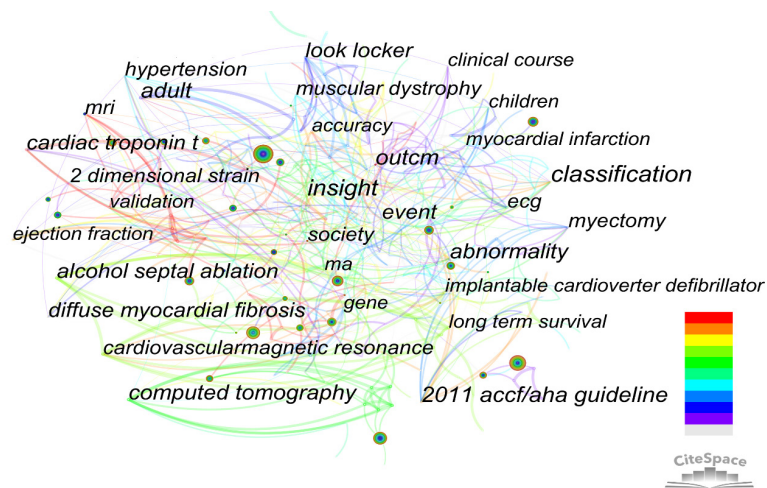 look locker
clinical course
hypertension
adult
muscular dystrophy
children
mri
accuracy
cardiac troponin t
myocardial infarction
outcm
2 dimensional strain
classification
insight
validation
ecg
event
myectomy
ejection fraction
society
abnormality
ma
alcohol septal ablation
implantable cardioverter defibrillator
gene
diffuse myocardial fibrosis
long term survival
cardiovascularmagnetic resonance
computed tomography
2011 accf/aha guideline
CiteSpace